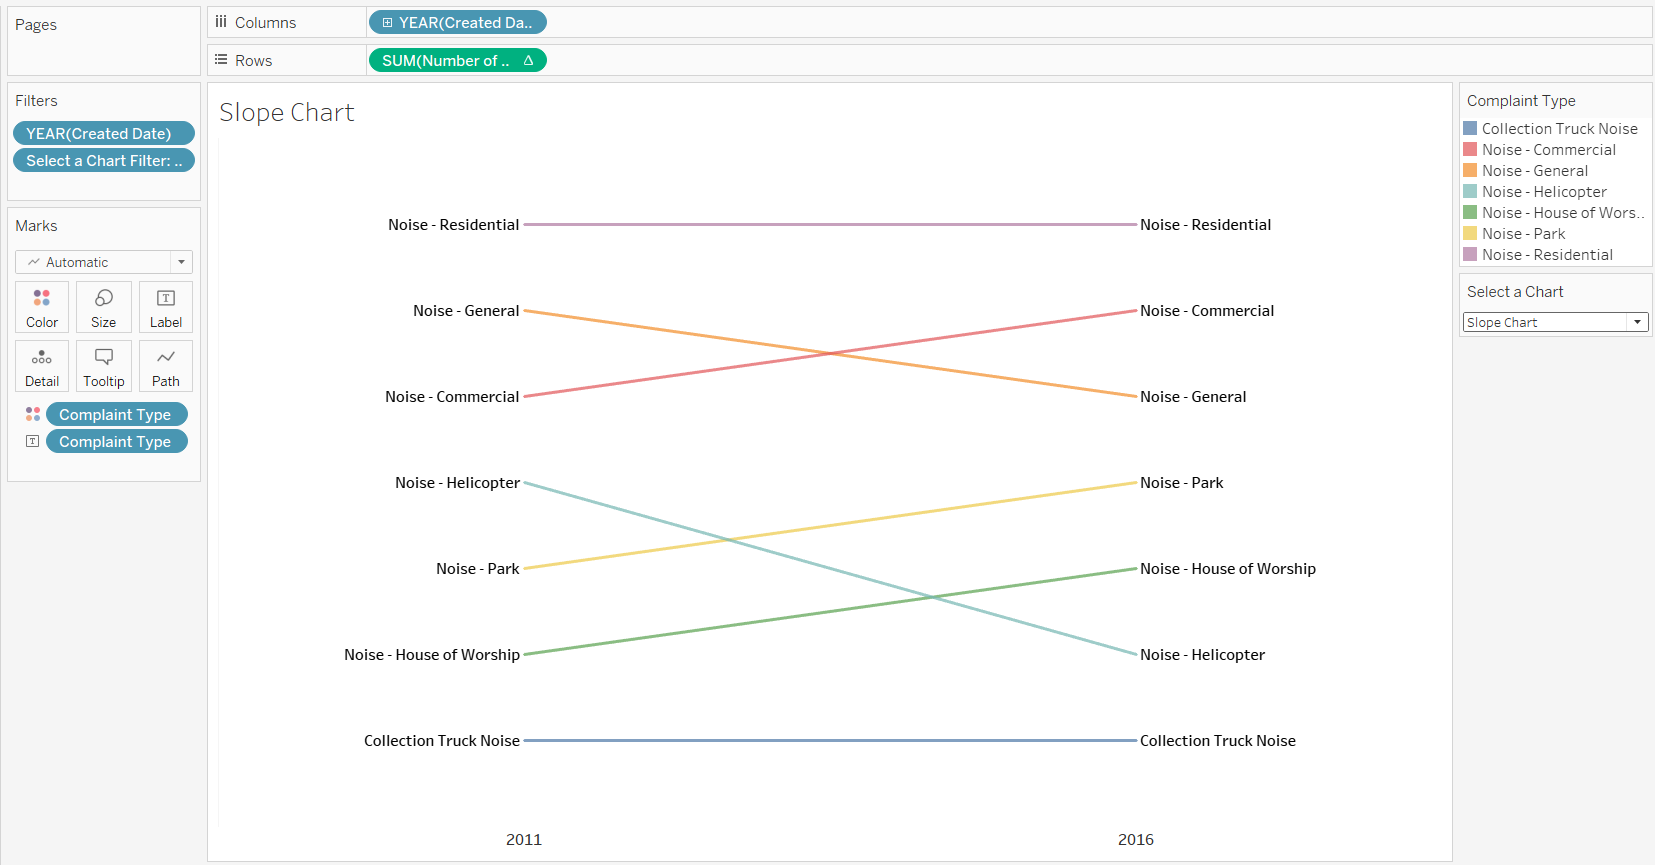 Pages
Columns
YEAR(Created Da..
Rows
SUM(Number of .. Δ
Filters
YEAR(Created Date)
Select a Chart Filter: ..
Marks
Automatic
Color
Size
Label
Detail
Tooltip
Path
Complaint Type
Complaint Type
Slope Chart
Noise - Residential
Noise - Residential
Noise - General
Noise - Commercial
Noise - Commercial
Noise - General
Noise - Helicopter
Noise - Park
Noise - Park
Noise - House of Worship
Noise - House of Worship
Noise - Helicopter
Collection Truck Noise
Collection Truck Noise
2011
2016
Complaint Type
Collection Truck Noise
Noise - Commercial
Noise - General
Noise - Helicopter
Noise - House of Wors..
Noise - Park
Noise - Residential
Select a Chart
Slope Chart